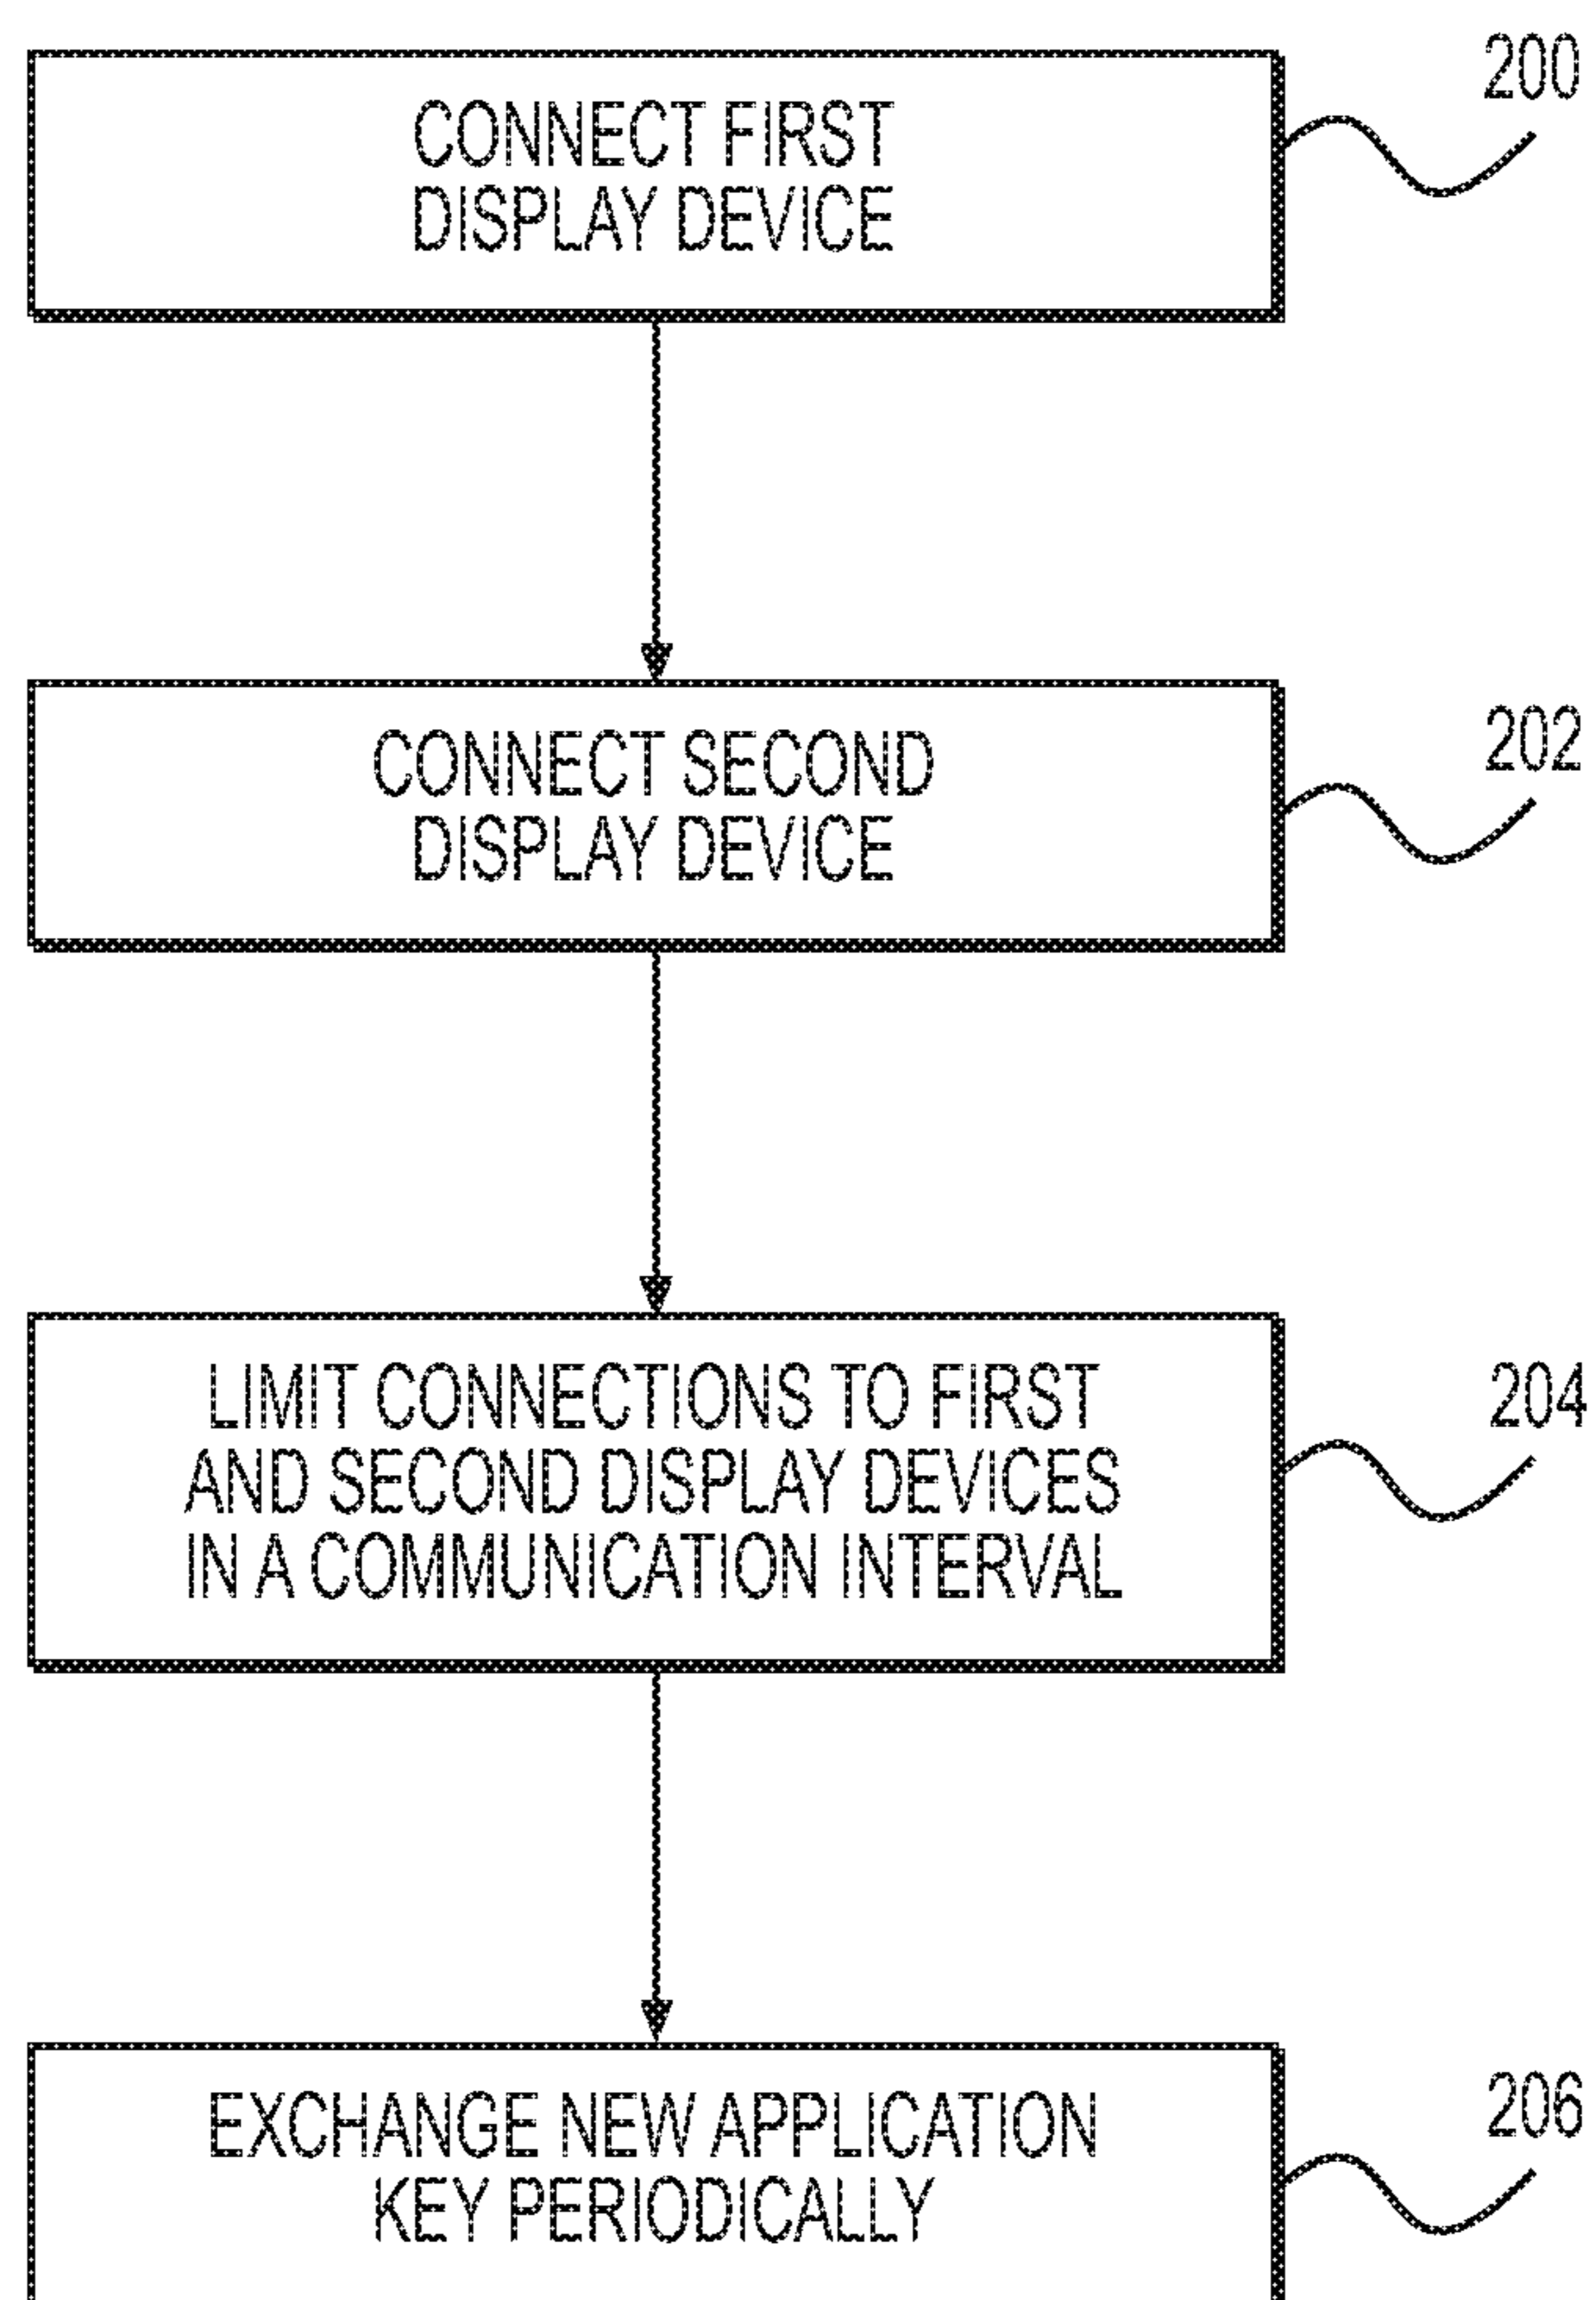 200
CONNECT FIRST
DISPLAY DEVICE
202
CONNECT SECOND
DISPLAY DEVICE
204
LIMIT CONNECTIONS TO FIRST
AND SECOND DISPLAY DEVICES
IN A COMMUNICATION INTERVAL
206
EXCHANGE NEW APPLICATION
KEY PERIODICALLY